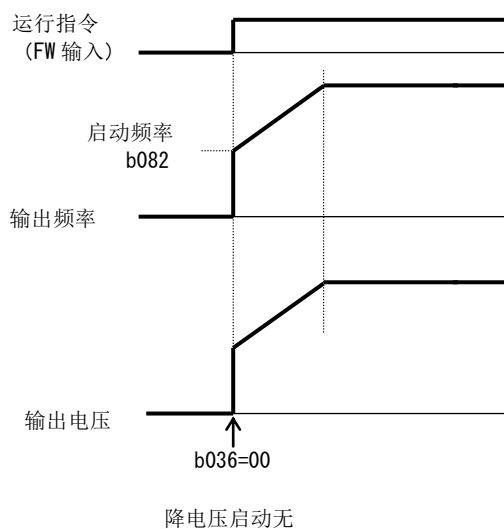 运行指令
(FW 输入)
启动频率
b082
输出频率
输出电压
b036=00
降电压启动无